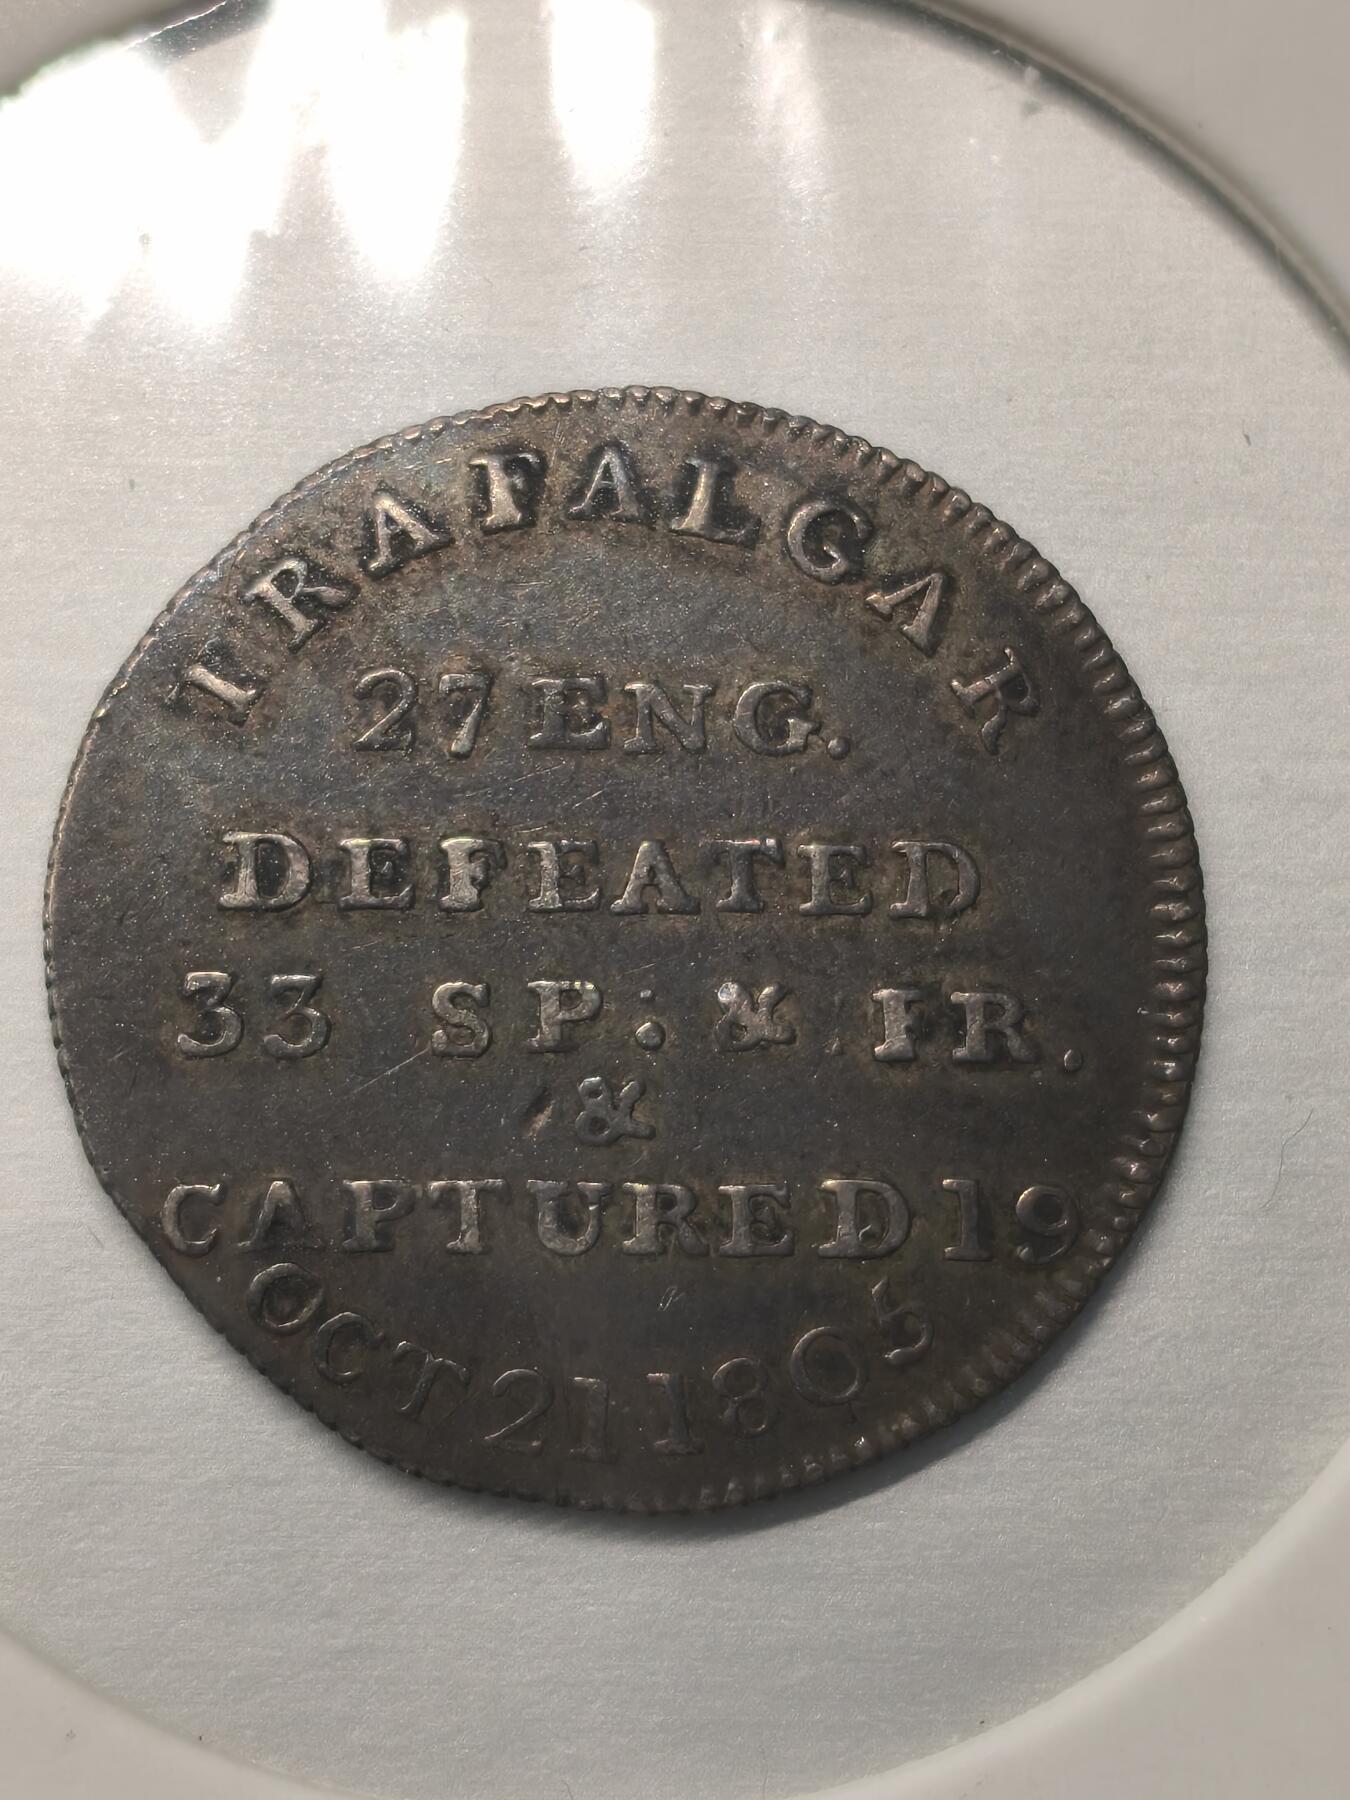 TRAFALGAR
27 ENG.
DEFEATED
33 SP: & FR.
&
CAPTURED 19
OCT 21 1805